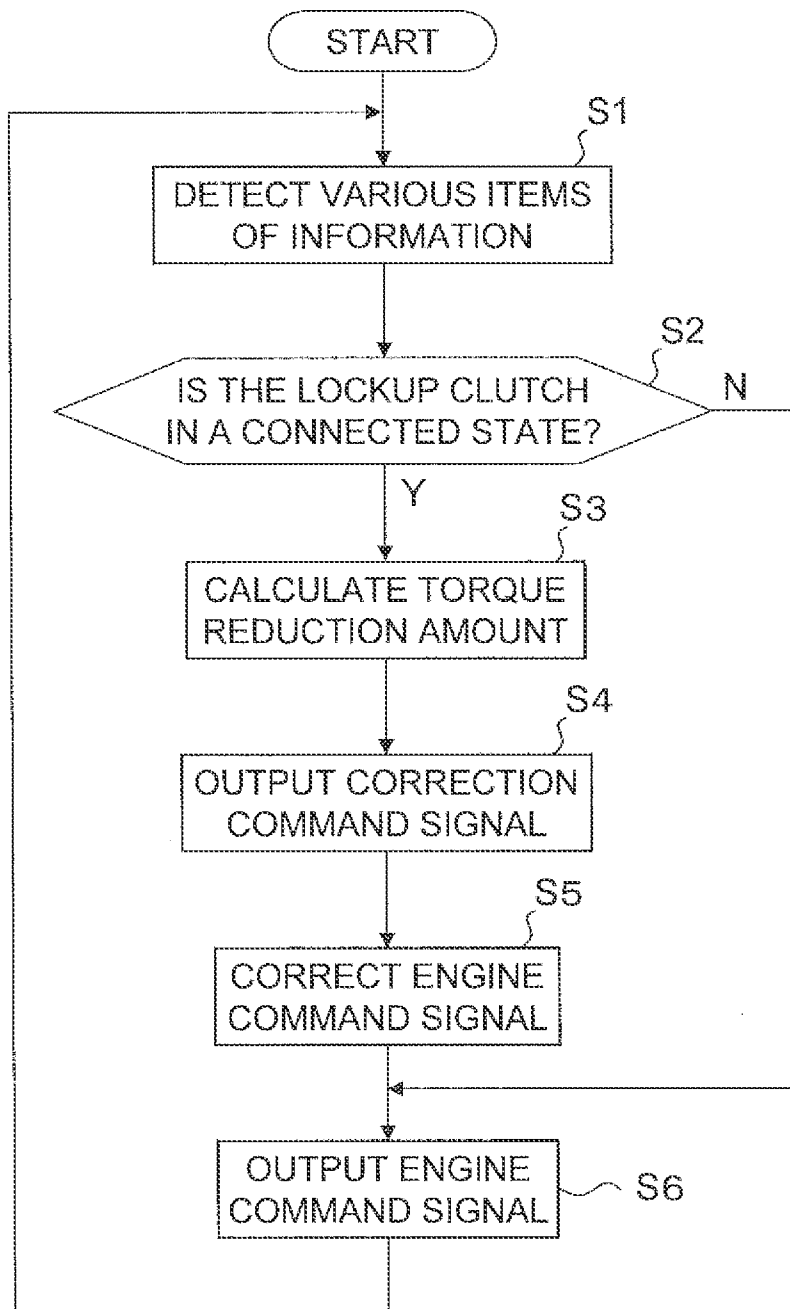 START
S1
DETECT VARIOUS ITEMS
OF INFORMATION
S2
IS THE LOCKUP CLUTCH
IN A CONNECTED STATE?
N
Y
S3
CALCULATE TORQUE
REDUCTION AMOUNT
S4
OUTPUT CORRECTION
COMMAND SIGNAL
S5
CORRECT ENGINE
COMMAND SIGNAL
OUTPUT ENGINE
COMMAND SIGNAL
S6